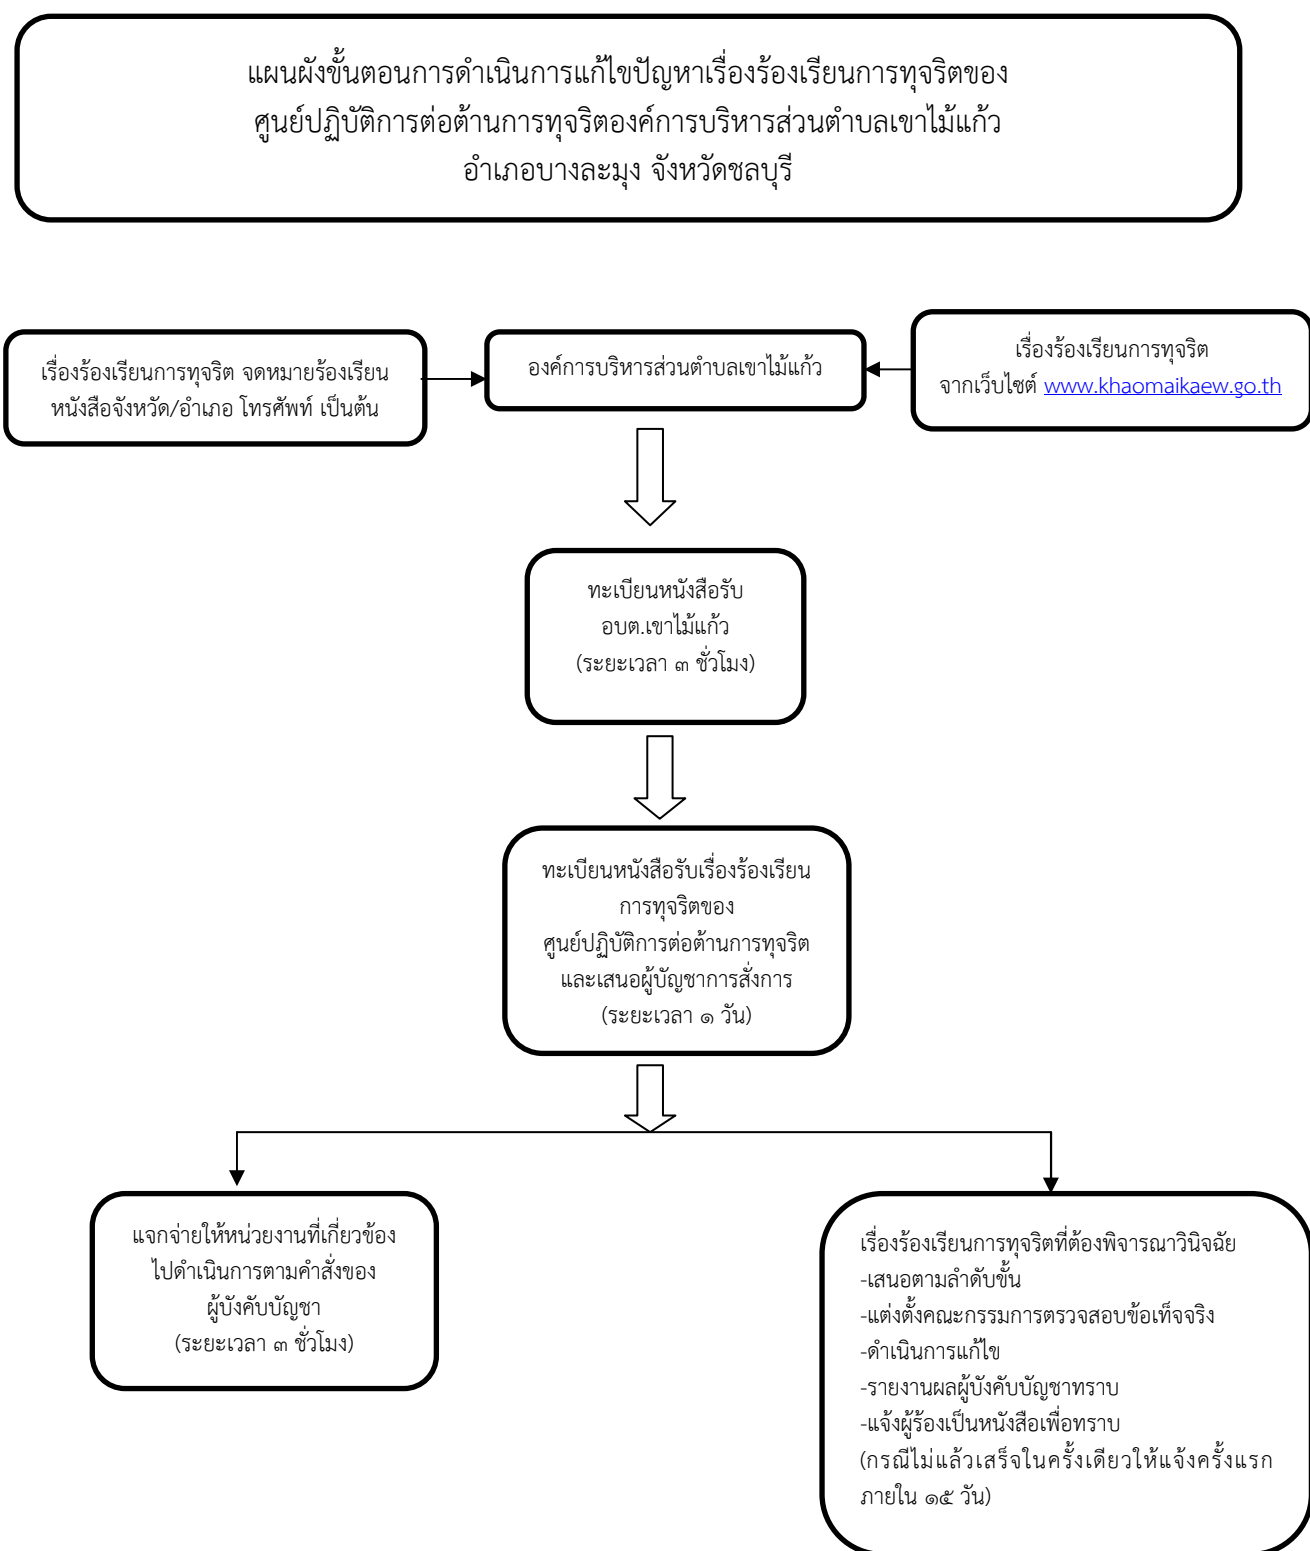 แผนผังขั้นตอนการดำเนินการแก้ไขปัญหาเรื่องร้องเรียนการทุจริตของ
ศูนย์ปฏิบัติการต่อต้านการทุจริตองค์การบริหารส่วนตำบลเขาไม้แก้ว
อำเภอบางละมุง จังหวัดชลบุรี
เรื่องร้องเรียนการทุจริต จดหมายร้องเรียน
หนังสือจังหวัด/อำเภอ โทรศัพท์ เป็นต้น
องค์การบริหารส่วนตำบลเขาไม้แก้ว
เรื่องร้องเรียนการทุจริต
จากเว็บไซต์ www.khaomaikaew.go.th
ทะเบียนหนังสือรับ
อบต.เขาไม้แก้ว
(ระยะเวลา ๓ ชั่วโมง)
ทะเบียนหนังสือรับเรื่องร้องเรียน
การทุจริตของ
ศูนย์ปฏิบัติการต่อต้านการทุจริต
และเสนอผู้บัญชาการสั่งการ
(ระยะเวลา ๑ วัน)
แจกจ่ายให้หน่วยงานที่เกี่ยวข้อง
ไปดำเนินการตามคำสั่งของ
ผู้บังคับบัญชา
(ระยะเวลา ๓ ชั่วโมง)
เรื่องร้องเรียนการทุจริตที่ต้องพิจารณาวินิจฉัย
-เสนอตามลำดับขั้น
-แต่งตั้งคณะกรรมการตรวจสอบข้อเท็จจริง
-ดำเนินการแก้ไข
-รายงานผลผู้บังคับบัญชาทราบ
-แจ้งผู้ร้องเป็นหนังสือเพื่อทราบ
(กรณีไม่แล้วเสร็จในครั้งเดียวให้แจ้งครั้งแรก
ภายใน ๑๕ วัน)